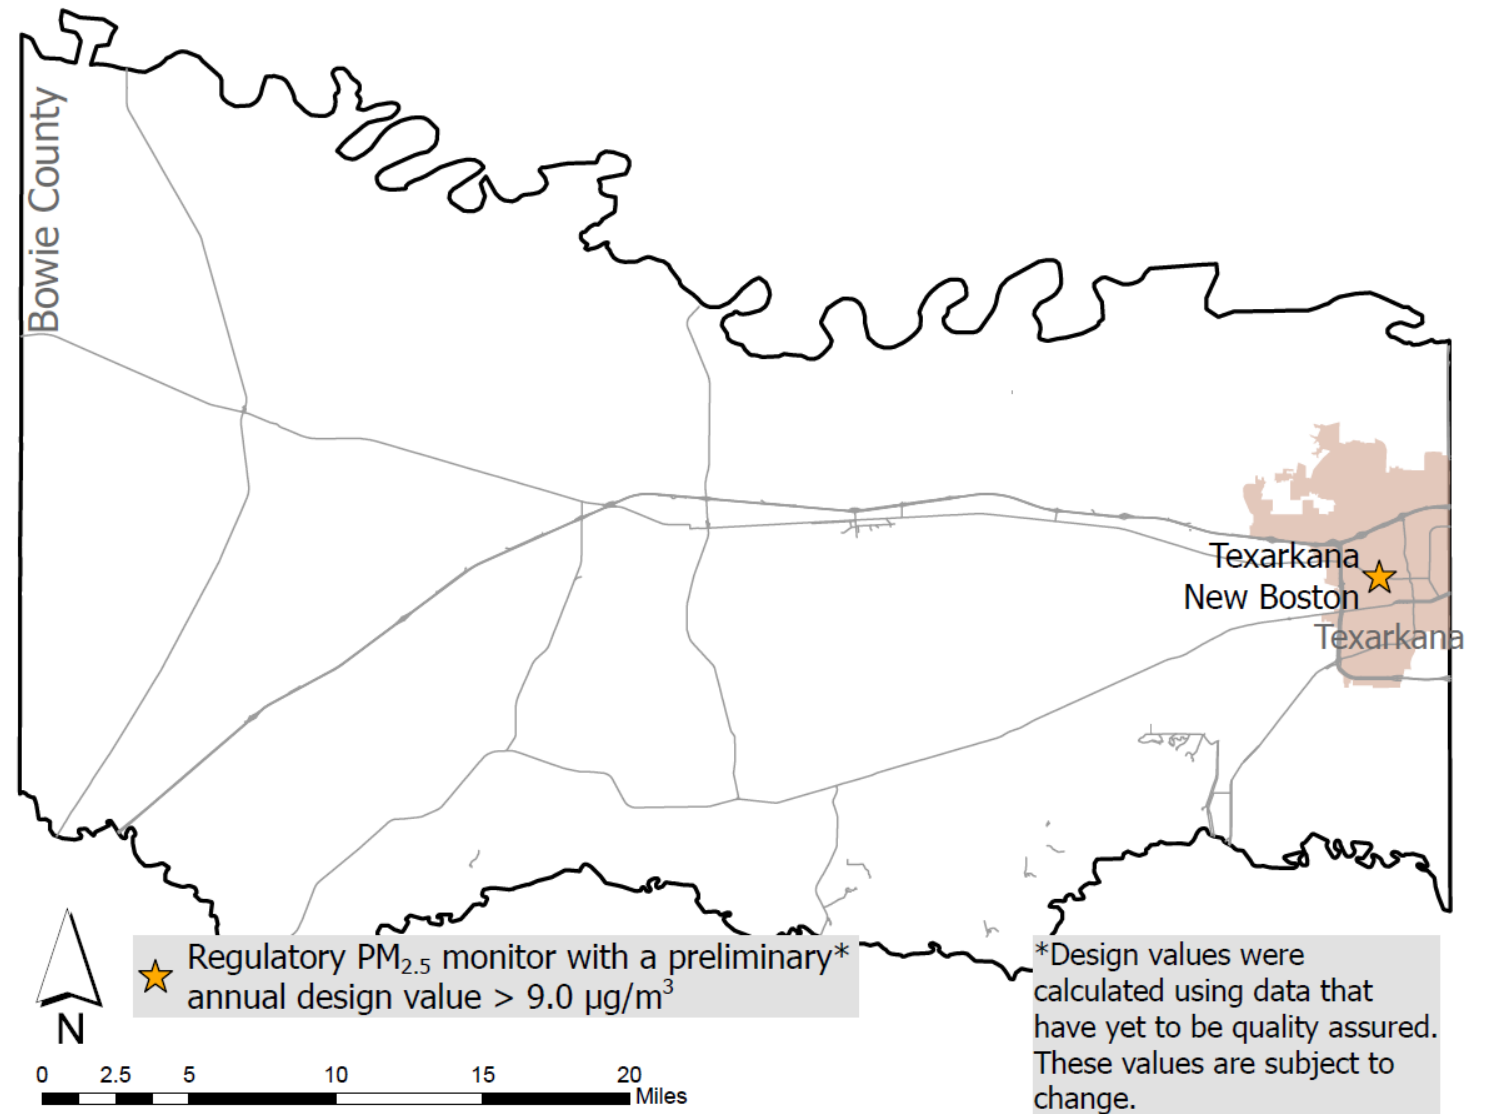 Bowie County
Texarkana
New Boston
Texarkana
Regulatory PM2.5 monitor with a preliminary*
annual design value > 9.0 µg/m³
*Design values were
calculated using data that
have yet to be quality assured.
These values are subject to
change.
N
0 2.5 5 10 15 20
Miles